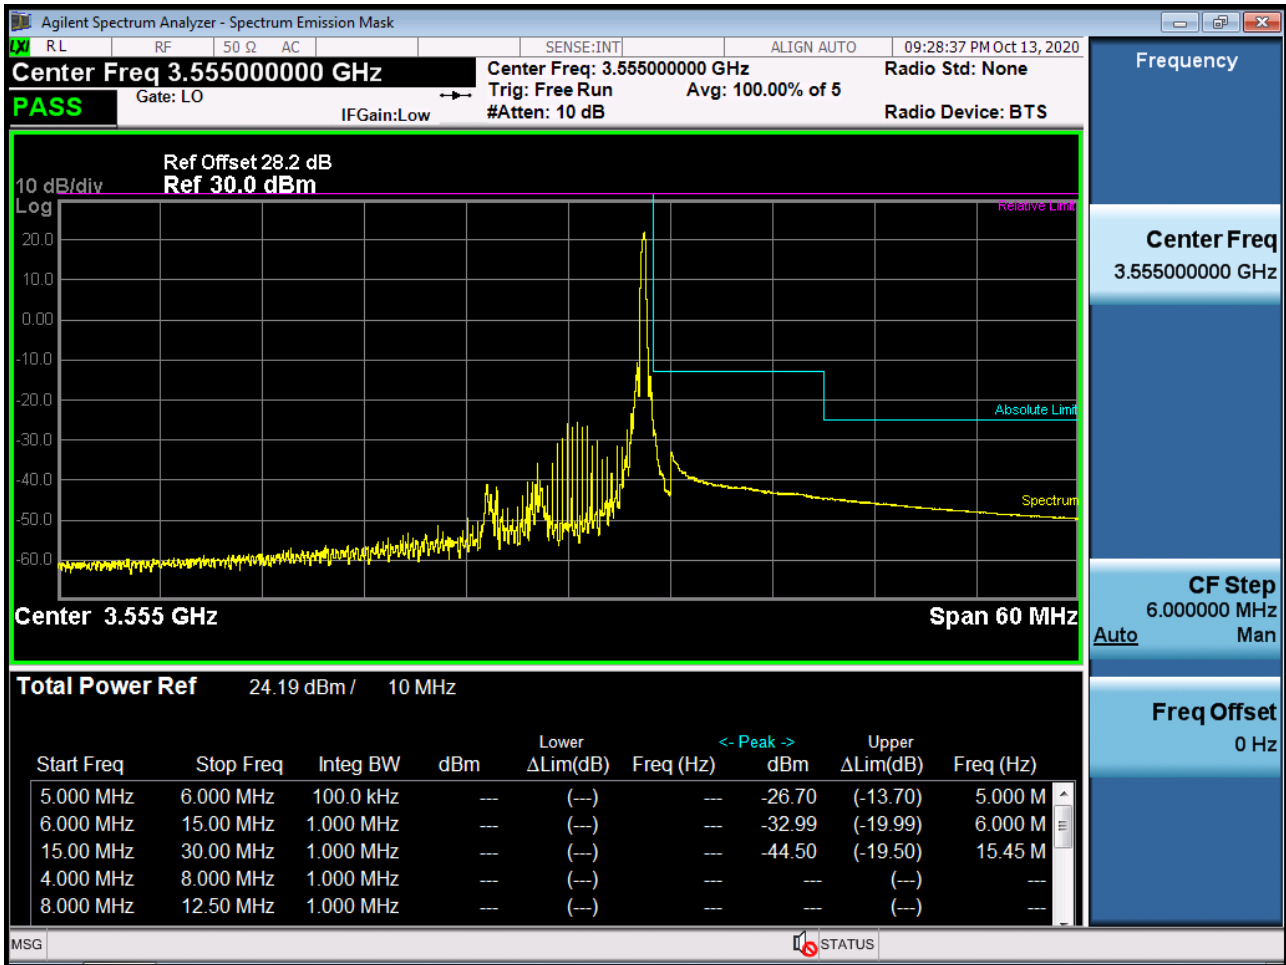 Agilent Spectrum Analyzer - Spectrum Emission Mask
LXI RL RF 50 Ω AC SENSE:INT ALIGN AUTO 09:28:37 PM Oct 13, 2020
Center Freq 3.555000000 GHz
PASS
Gate: LO
IFGain:Low
Center Freq: 3.555000000 GHz
Trig: Free Run Avg: 100.00% of 5
#Atten: 10 dB
Radio Std: None
Radio Device: BTS
Ref Offset 28.2 dB
10 dB/div Ref 30.0 dBm
Log
Relative Limit
20.0
10.0
0.00
-10.0
-20.0
Absolute Limit
-30.0
-40.0
Spectrum
-50.0
-60.0
Center 3.555 GHz Span 60 MHz
Total Power Ref 24.19 dBm / 10 MHz
Lower <- Peak -> Upper
Start Freq Stop Freq Integ BW dBm ΔLim(dB) Freq (Hz) dBm ΔLim(dB) Freq (Hz)
5.000 MHz 6.000 MHz 100.0 kHz --- (---) --- -26.70 (-13.70) 5.000 M
6.000 MHz 15.00 MHz 1.000 MHz --- (---) --- -32.99 (-19.99) 6.000 M
15.00 MHz 30.00 MHz 1.000 MHz --- (---) --- -44.50 (-19.50) 15.45 M
4.000 MHz 8.000 MHz 1.000 MHz --- (---) --- --- (---) ---
8.000 MHz 12.50 MHz 1.000 MHz --- (---) --- --- (---) ---
MSG STATUS
Frequency
Center Freq
3.555000000 GHz
CF Step
6.000000 MHz
Auto Man
Freq Offset
0 Hz